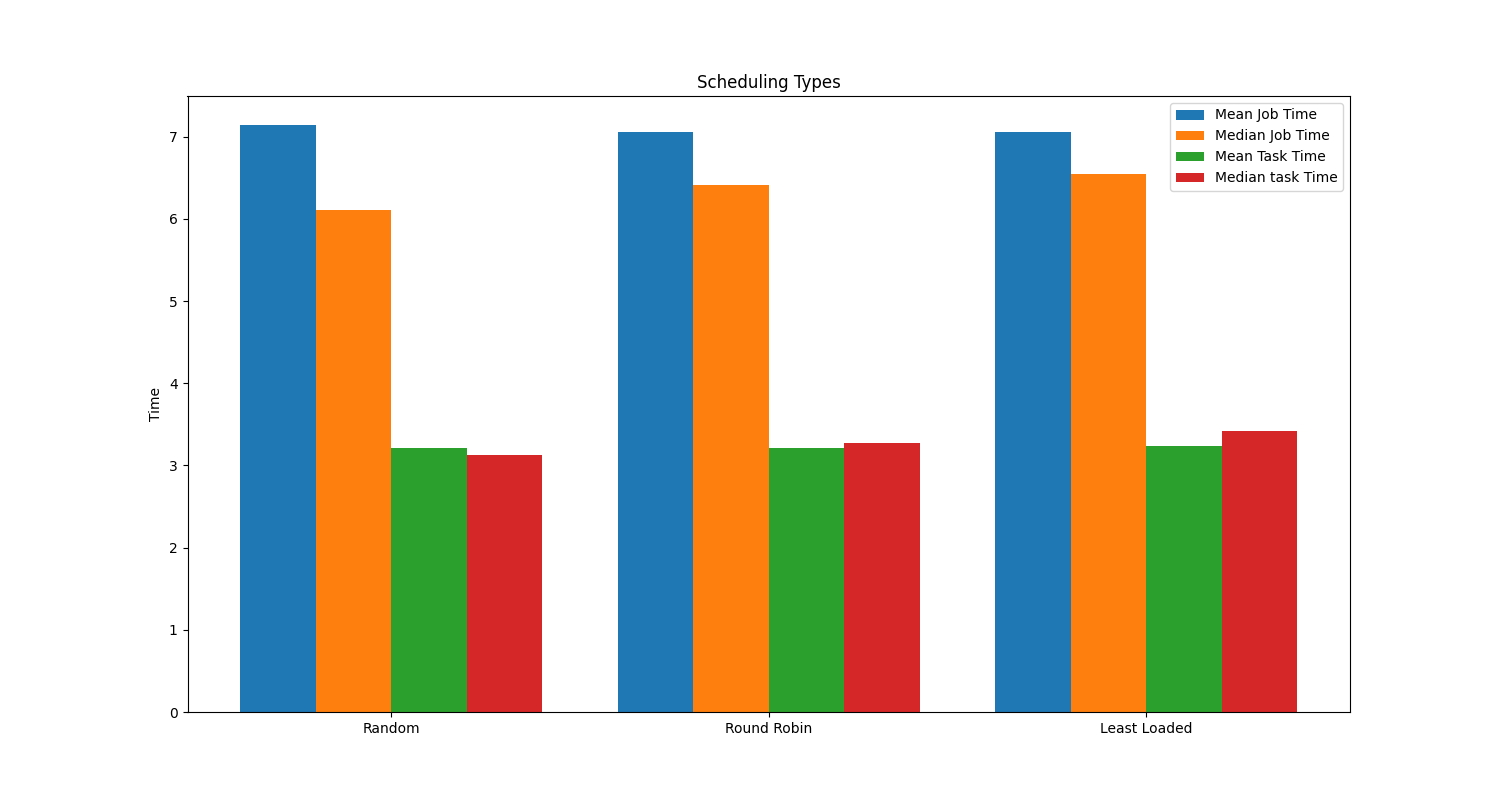 Scheduling Types
Mean Job Time
Median Job Time
Mean Task Time
Median task Time
Time
7
6
5
4
3
2
1
0
Random
Round Robin
Least Loaded